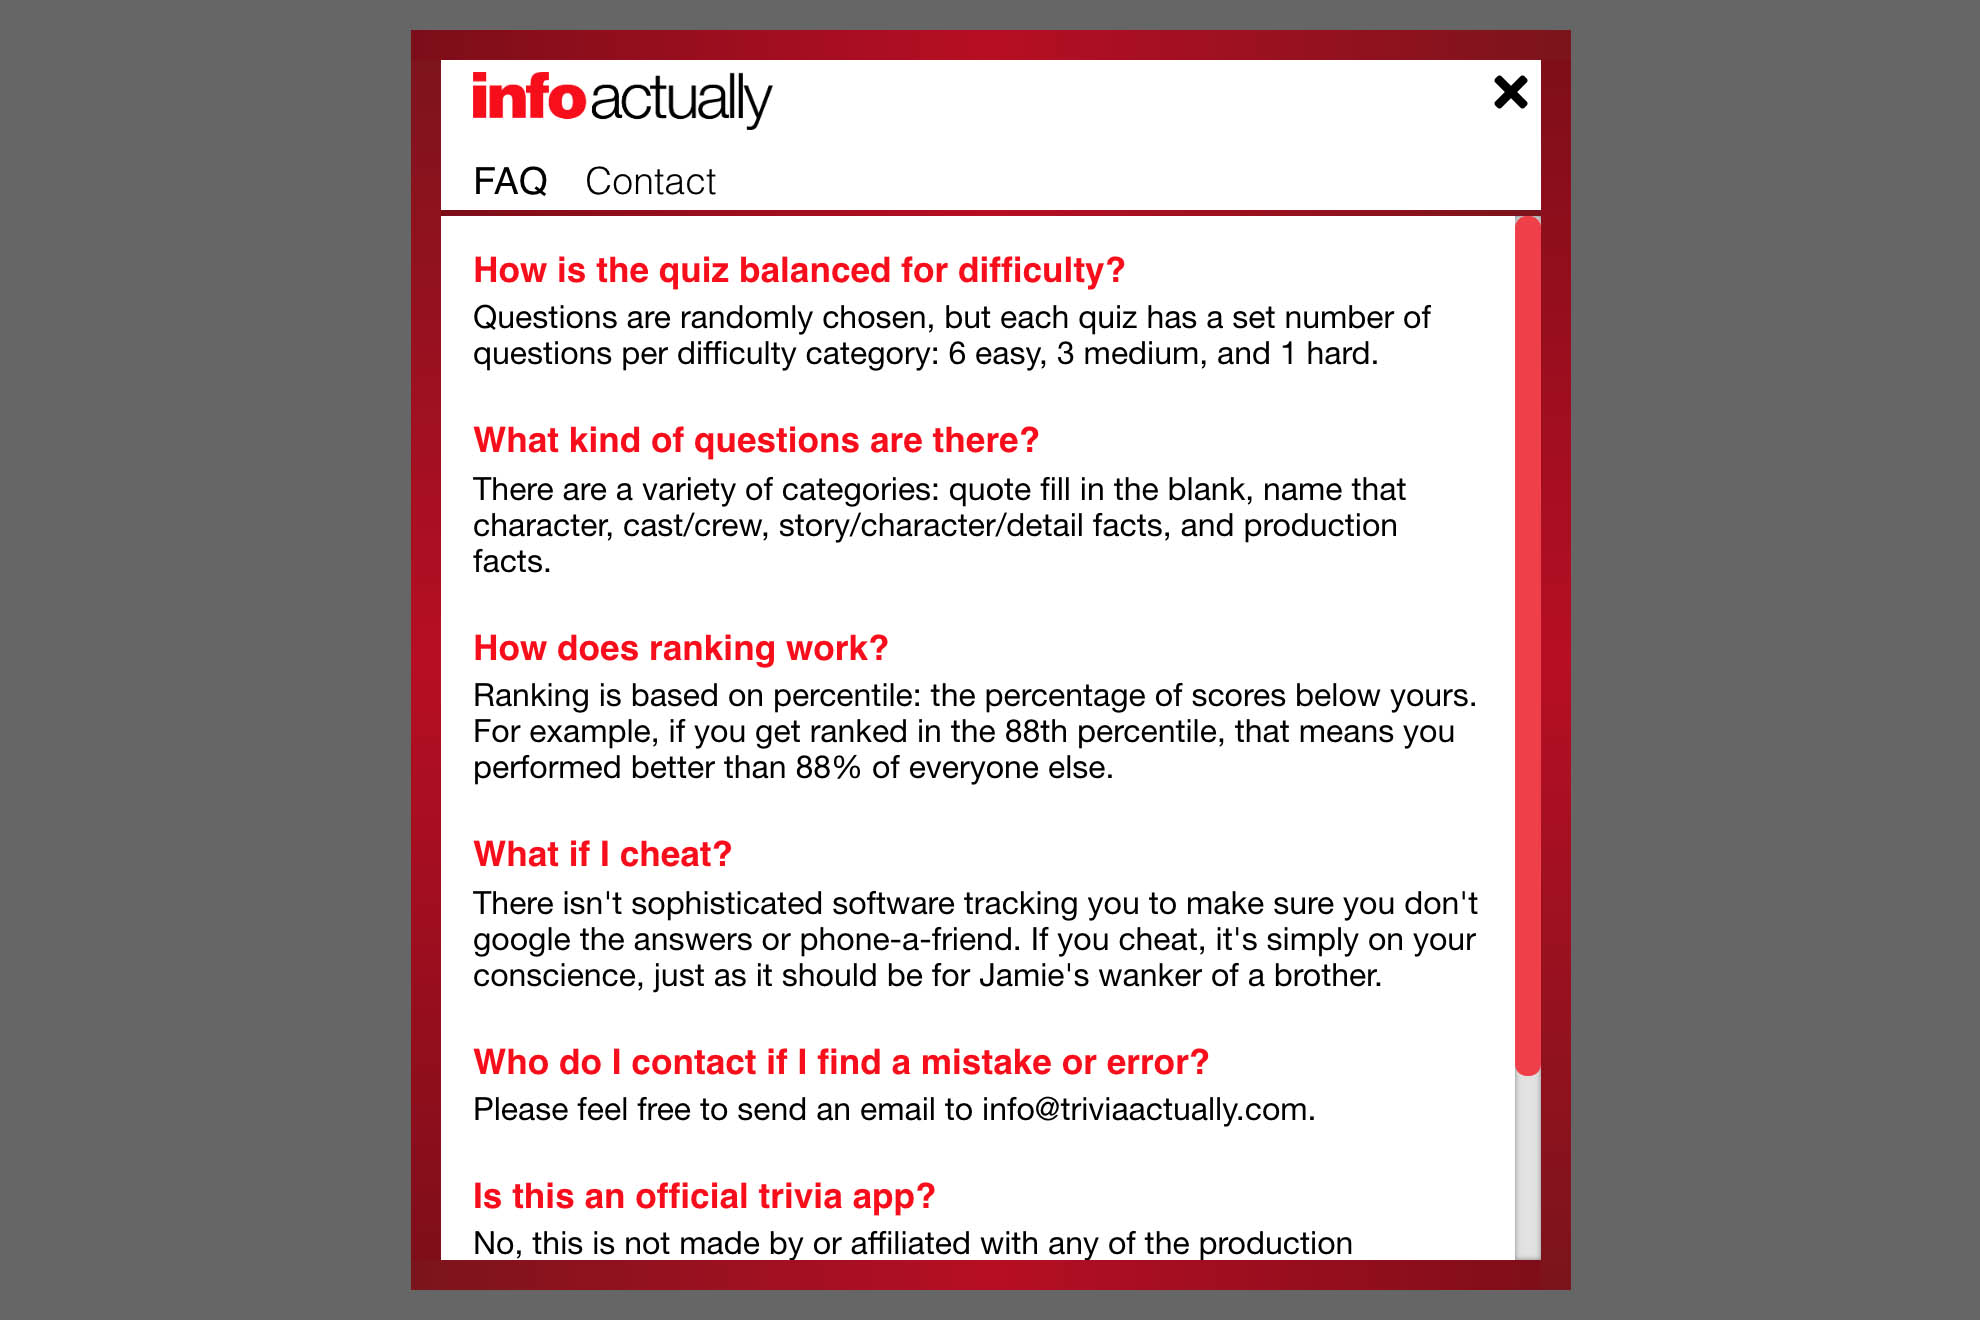 info actually
FAQ Contact
How is the quiz balanced for difficulty?
Questions are randomly chosen, but each quiz has a set number of
questions per difficulty category: 6 easy, 3 medium, and 1 hard.
What kind of questions are there?
There are a variety of categories: quote fill in the blank, name that
character, cast/crew, story/character/detail facts, and production
facts.
How does ranking work?
Ranking is based on percentile: the percentage of scores below yours.
For example, if you get ranked in the 88th percentile, that means you
performed better than 88% of everyone else.
What if I cheat?
There isn't sophisticated software tracking you to make sure you don't
google the answers or phone-a-friend. If you cheat, it's simply on your
conscience, just as it should be for Jamie's wanker of a brother.
Who do I contact if I find a mistake or error?
Please feel free to send an email to info@triviaactually.com.
Is this an official trivia app?
No, this is not made by or affiliated with any of the production